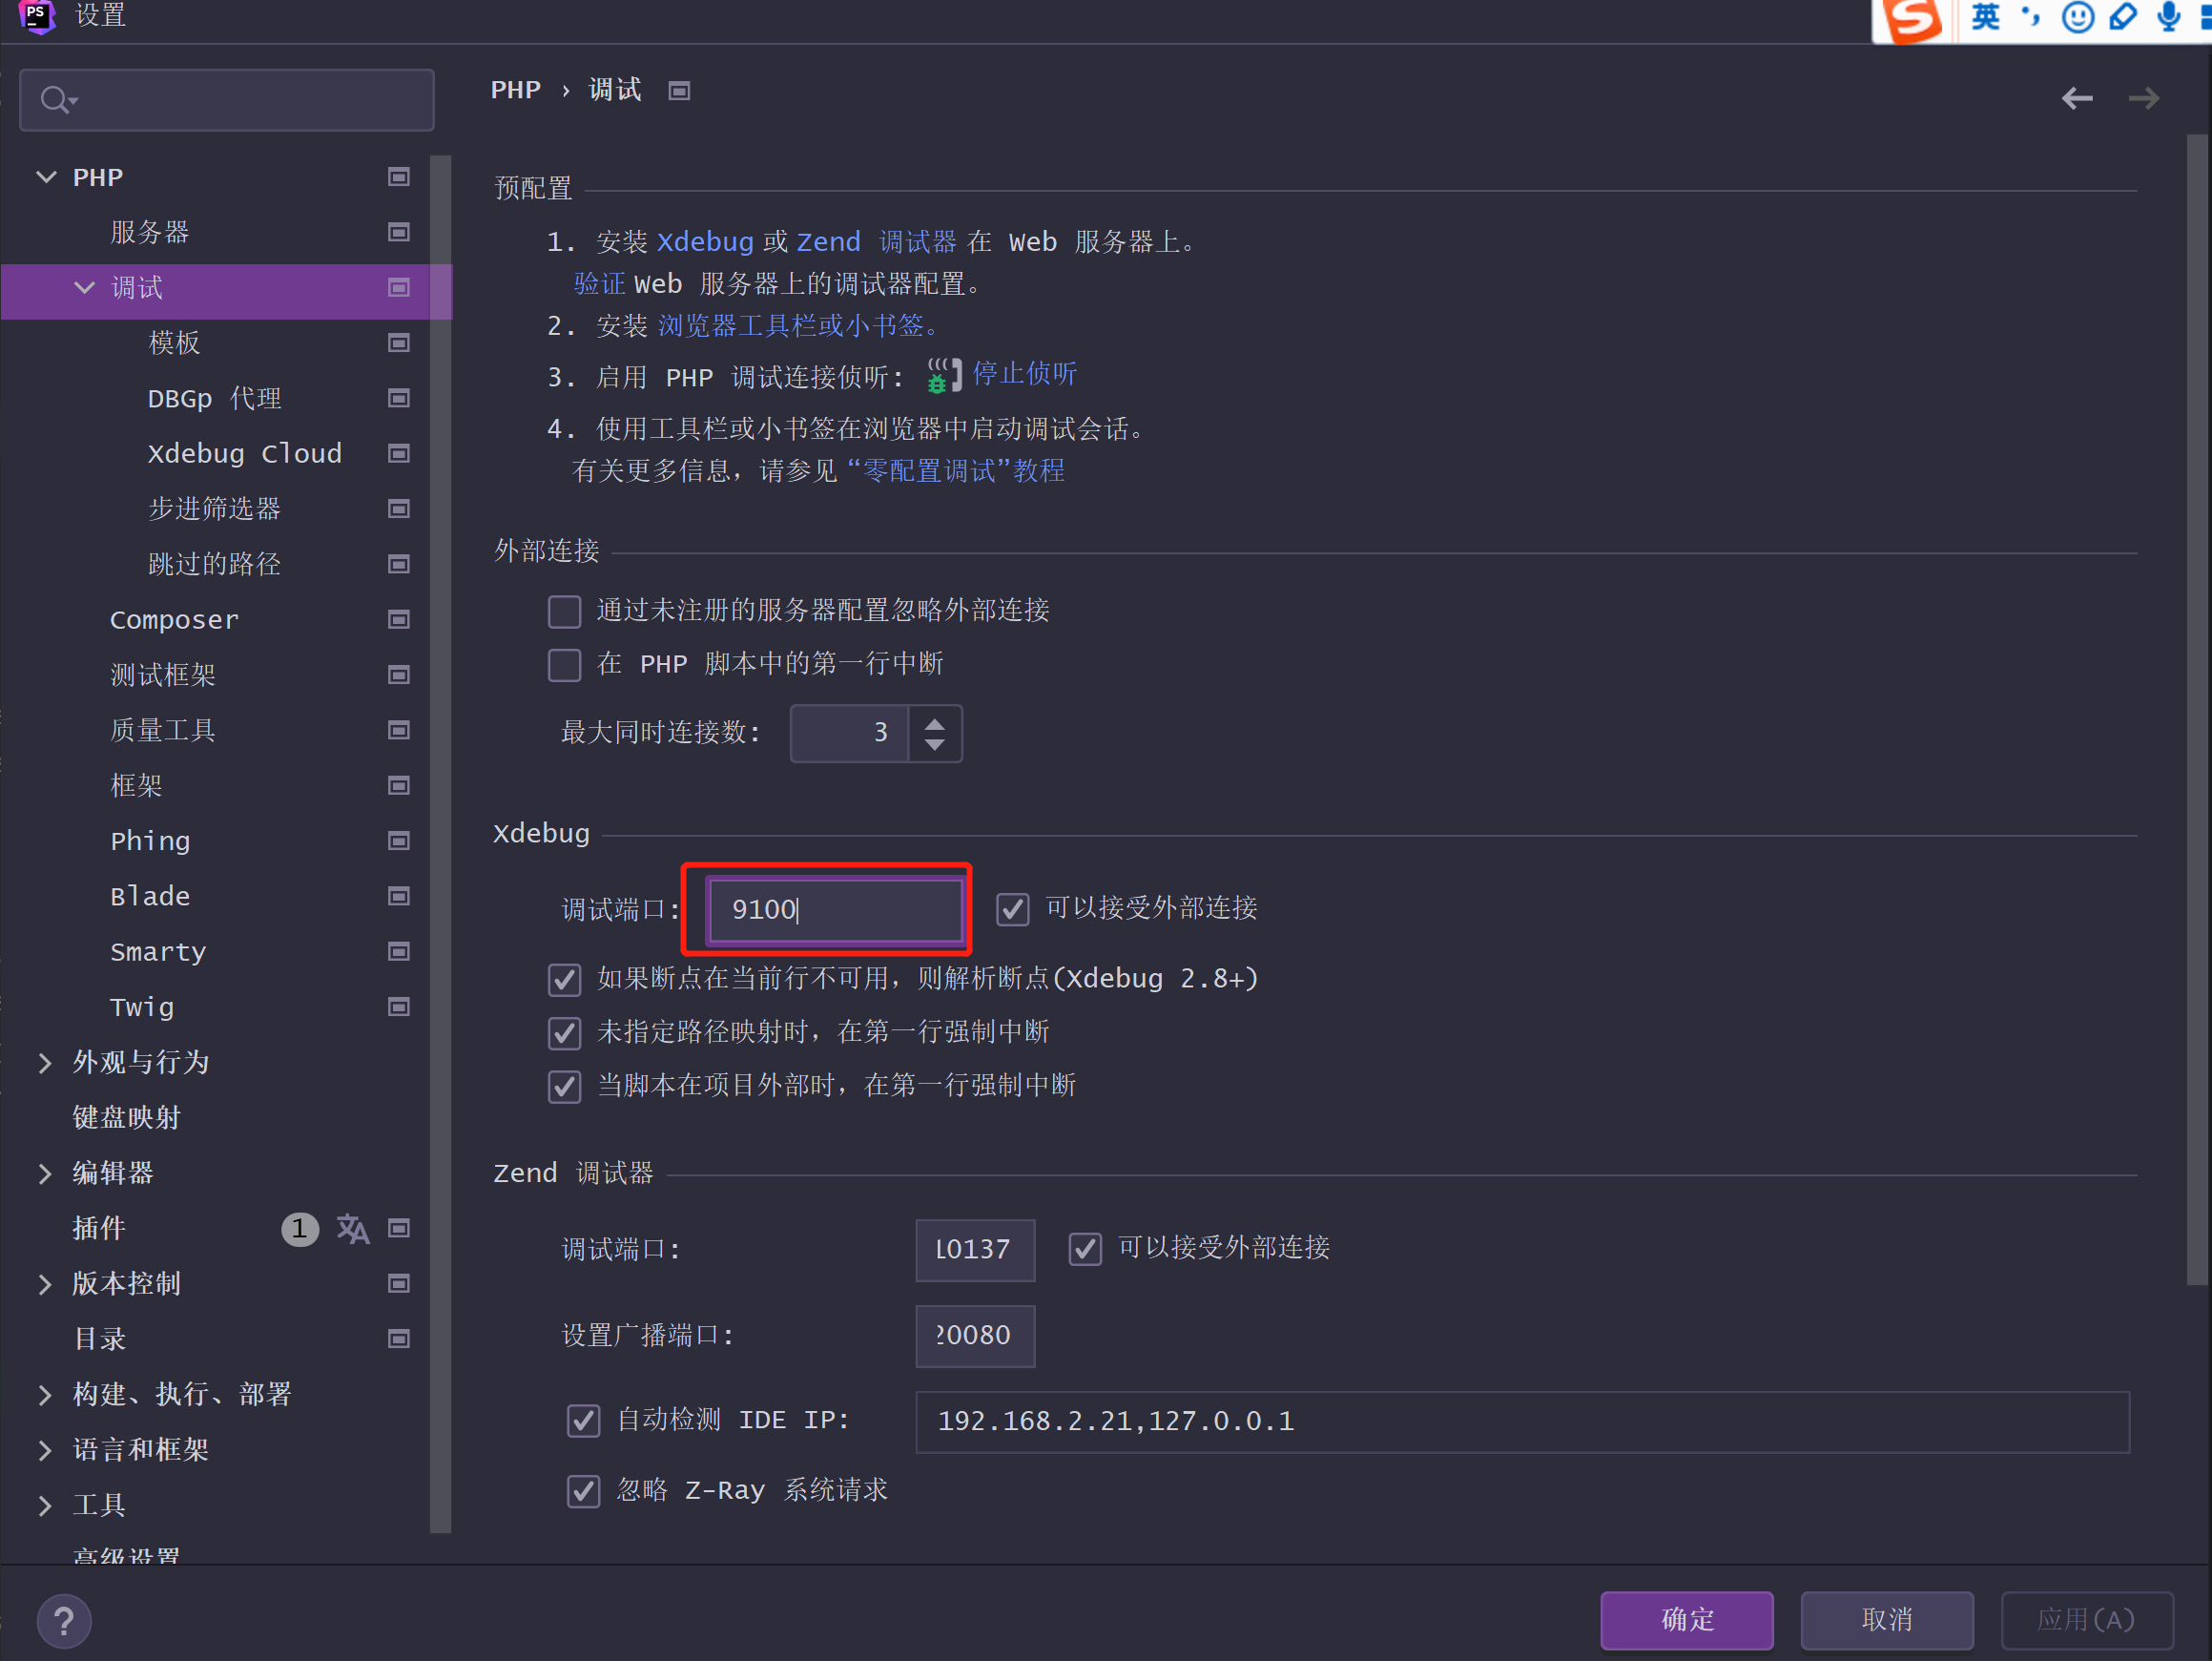 PS 设置
英
PHP › 调试
PHP
服务器
调试
模板
DBGp 代理
Xdebug Cloud
步进筛选器
跳过的路径
Composer
测试框架
质量工具
框架
Phing
Blade
Smarty
Twig
外观与行为
键盘映射
编辑器
插件 1
版本控制
目录
构建、执行、部署
语言和框架
工具
高级设置
预配置
1. 安装 Xdebug 或 Zend 调试器 在 Web 服务器上。
验证 Web 服务器上的调试器配置。
2. 安装 浏览器工具栏或小书签。
3. 启用 PHP 调试连接侦听: 停止侦听
4. 使用工具栏或小书签在浏览器中启动调试会话。
有关更多信息，请参见 “零配置调试”教程
外部连接
通过未注册的服务器配置忽略外部连接
在 PHP 脚本中的第一行中断
最大同时连接数: 3
Xdebug
调试端口: 9100 可以接受外部连接
如果断点在当前行不可用，则解析断点(Xdebug 2.8+)
未指定路径映射时，在第一行强制中断
当脚本在项目外部时，在第一行强制中断
Zend 调试器
调试端口: 10137 可以接受外部连接
设置广播端口: 20080
自动检测 IDE IP: 192.168.2.21,127.0.0.1
忽略 Z-Ray 系统请求
?
确定 取消 应用(A)